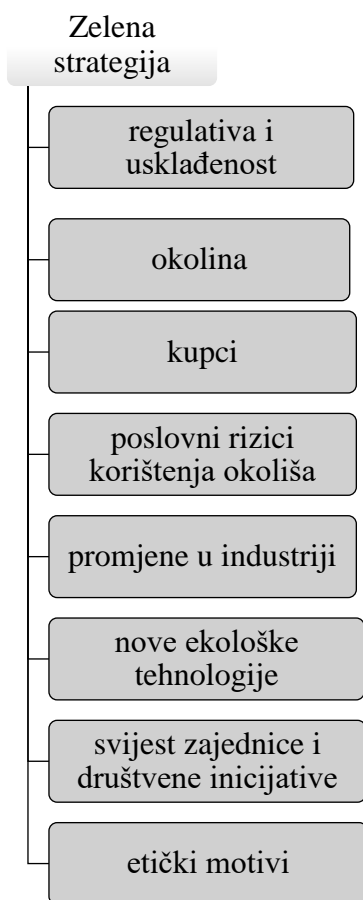 Zelena
strategija
regulativa i
usklađenost
okolina
kupci
poslovni rizici
korištenja okoliša
promjene u industriji
nove ekološke
tehnologije
svijest zajednice i
društvene inicijative
etički motivi